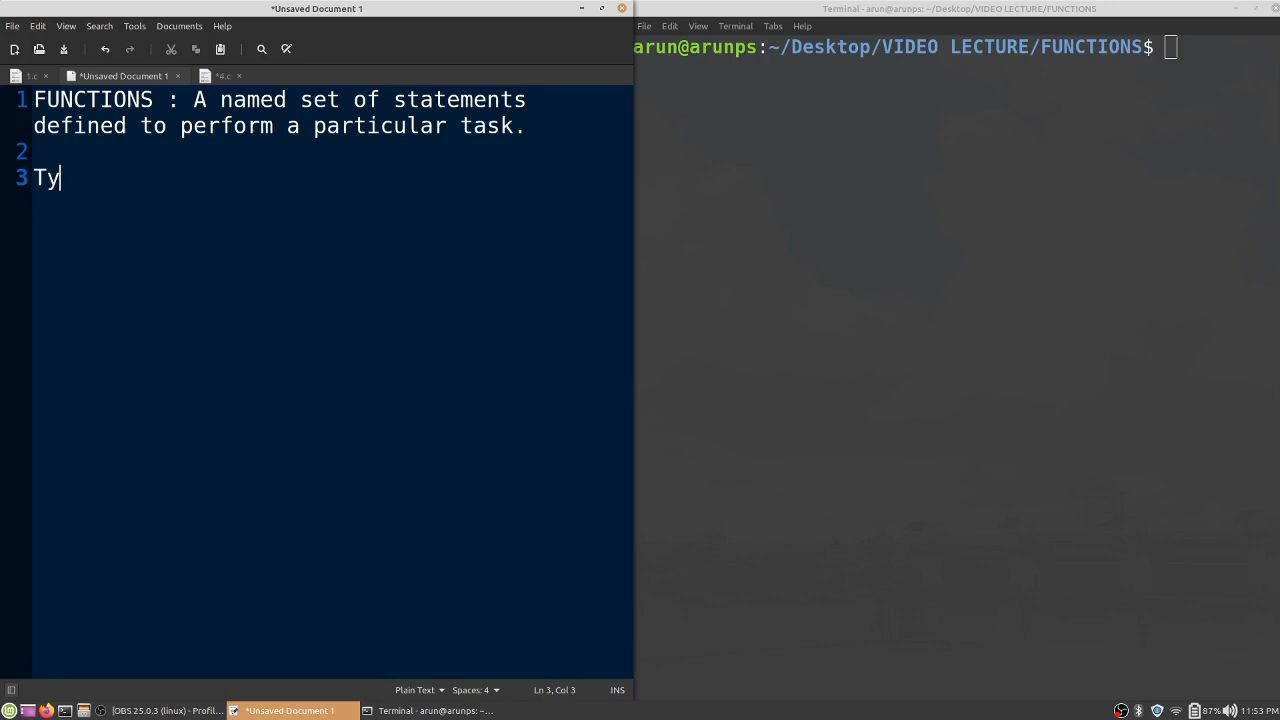 *Unsaved Document 1
Terminal - arun@arunps: ~/Desktop/VIDEO LECTURE/FUNCTIONS
File Edit View Search Tools Documents Help
File Edit View Terminal Tabs Help
arun@arunps:~/Desktop/VIDEO LECTURE/FUNCTIONS$
1.c *Unsaved Document 1 *4.c
1 FUNCTIONS : A named set of statements
defined to perform a particular task.
2
3 Ty
Plain Text Spaces: 4 Ln 3, Col 3 INS
[OBS 25.0.3 (linux) - Profil... *Unsaved Document 1 Terminal - arun@arunps: ~/... 87% 11:53 PM